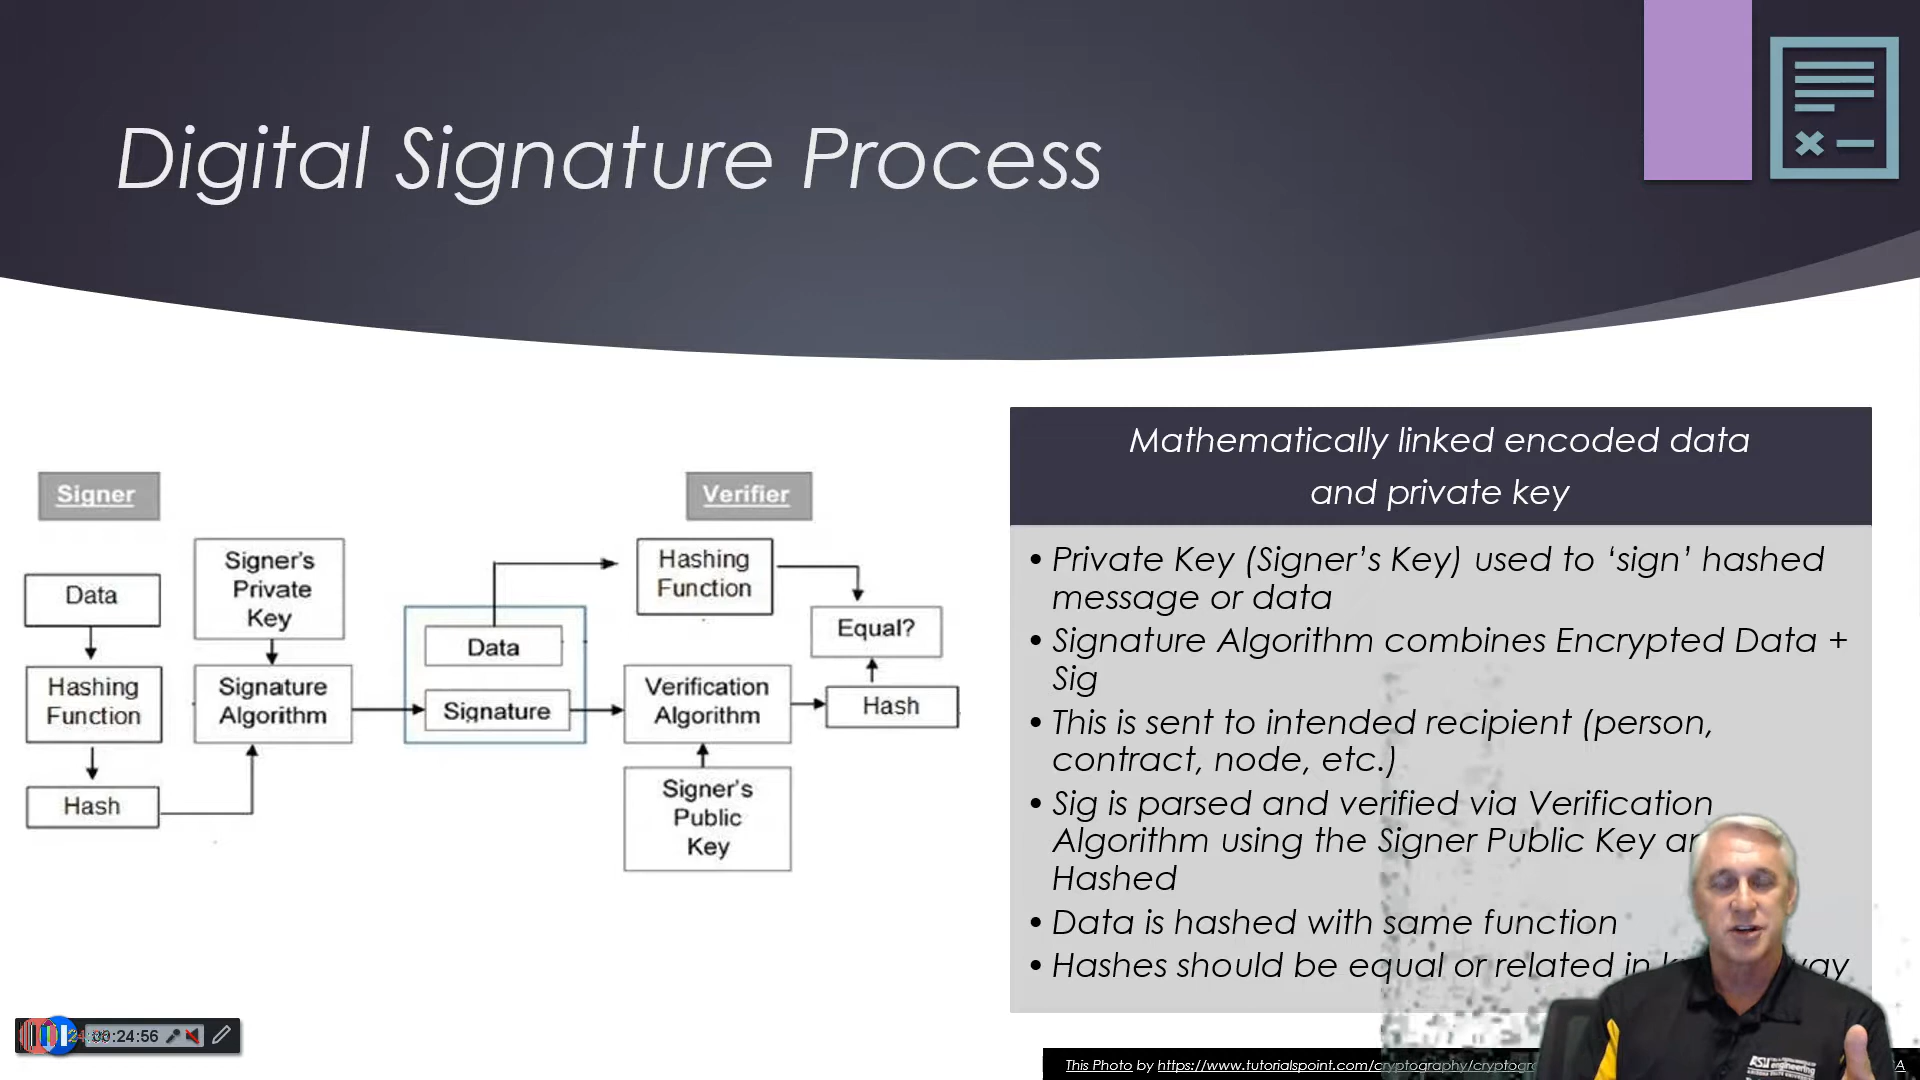 Digital Signature Process
Signer
Verifier
Data
Hashing
Function
Hash
Signer's
Private
Key
Signature
Algorithm
Data
Signature
Hashing
Function
Verification
Algorithm
Signer's
Public
Key
Equal?
Hash
Mathematically linked encoded data
and private key
• Private Key (Signer's Key) used to ‘sign’ hashed
message or data
• Signature Algorithm combines Encrypted Data +
Sig
• This is sent to intended recipient (person,
contract, node, etc.)
• Sig is parsed and verified via Verification
Algorithm using the Signer Public Key
Hashed
• Data is hashed with same function
• Hashes should be equal or related in
:24:56
This Photo by https://www.tutorialspoint.com/cryptography/
ASU engineering